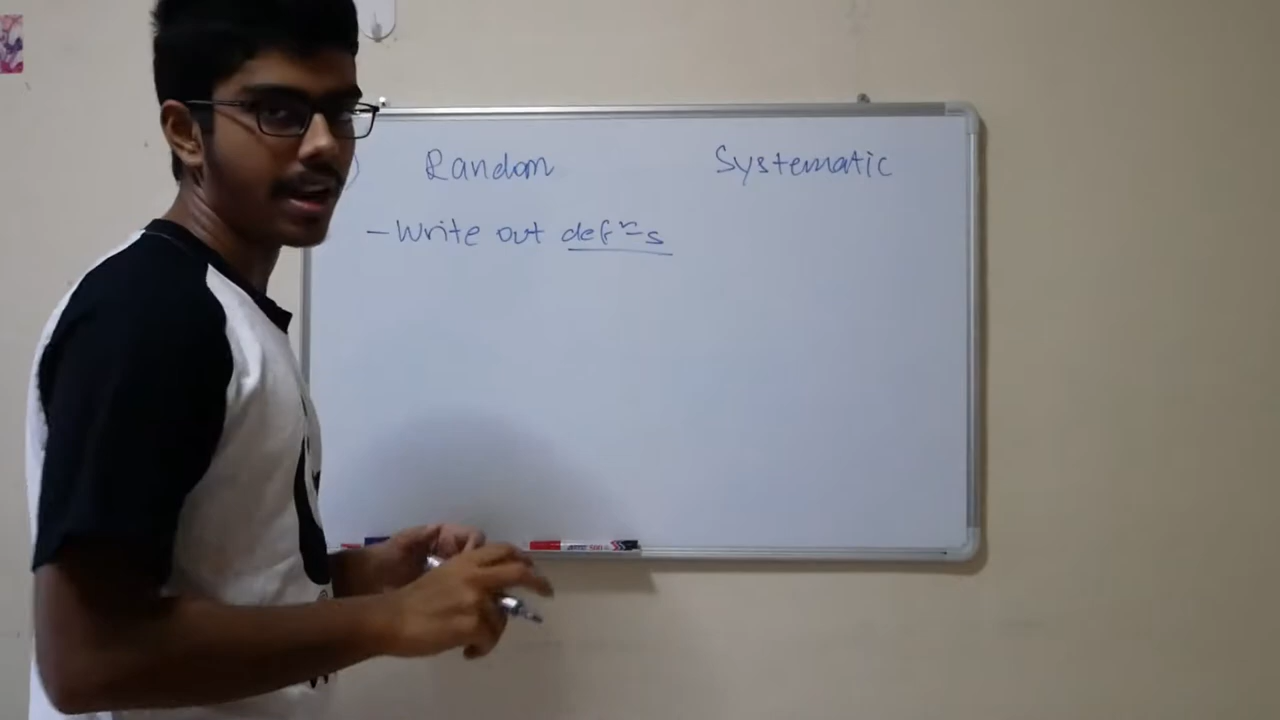 ) Random Systematic
- Write out defⁿs